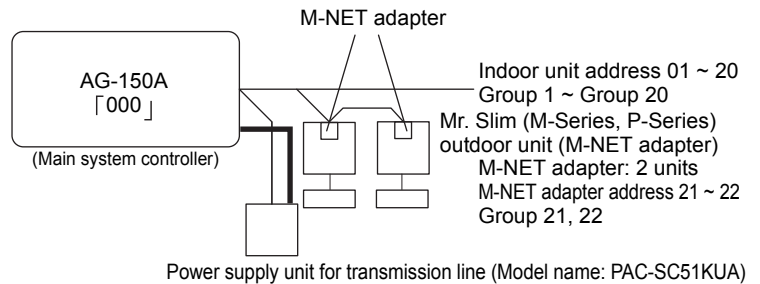 M-NET adapter
AG-150A
「000」
(Main system controller)
Indoor unit address 01 ~ 20
Group 1 ~ Group 20
Mr. Slim (M-Series, P-Series)
outdoor unit (M-NET adapter)
M-NET adapter: 2 units
M-NET adapter address 21 ~ 22
Group 21, 22
Power supply unit for transmission line (Model name: PAC-SC51KUA)